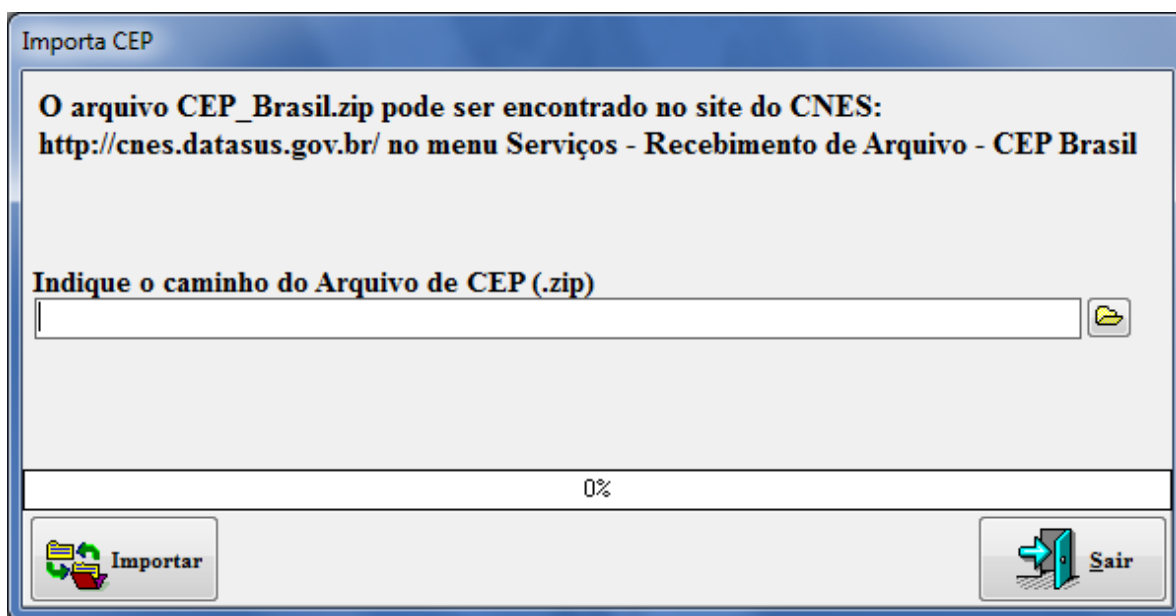 Importa CEP
O arquivo CEP_Brasil.zip pode ser encontrado no site do CNES:
http://cnes.datasus.gov.br/ no menu Serviços - Recebimento de Arquivo - CEP Brasil
Indique o caminho do Arquivo de CEP (.zip)
0%
Importar
Sair